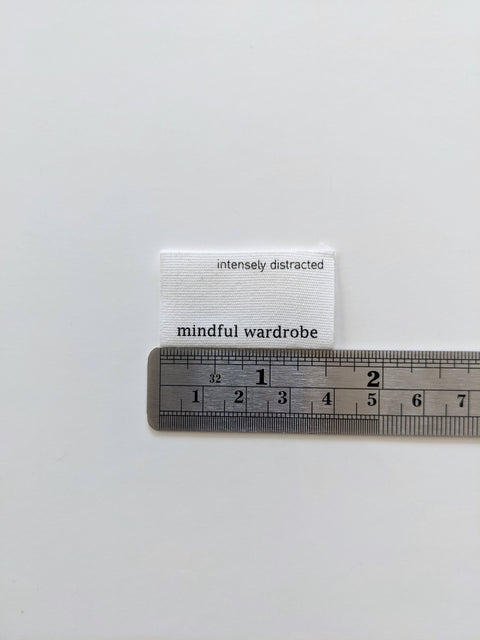 intensely distracted
mindful wardrobe
32 1 2
1 2 3 4 5 6 7